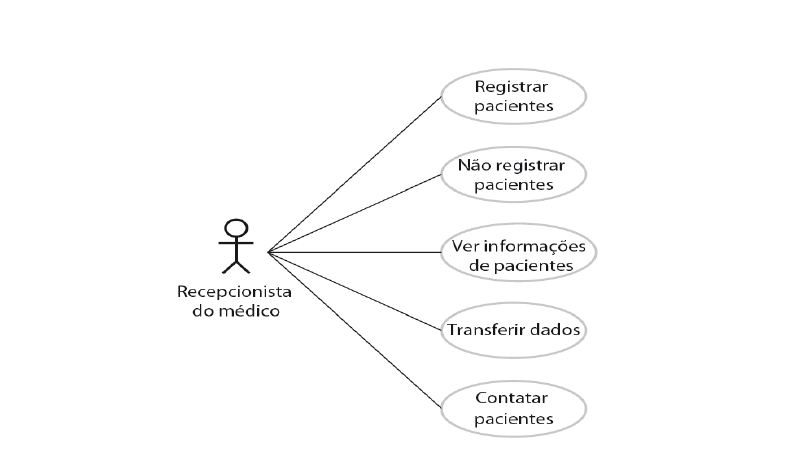 Registrar
pacientes
Não registrar
pacientes
Ver informações
de pacientes
Recepcionista
do médico
Transferir dados
Contatar
pacientes